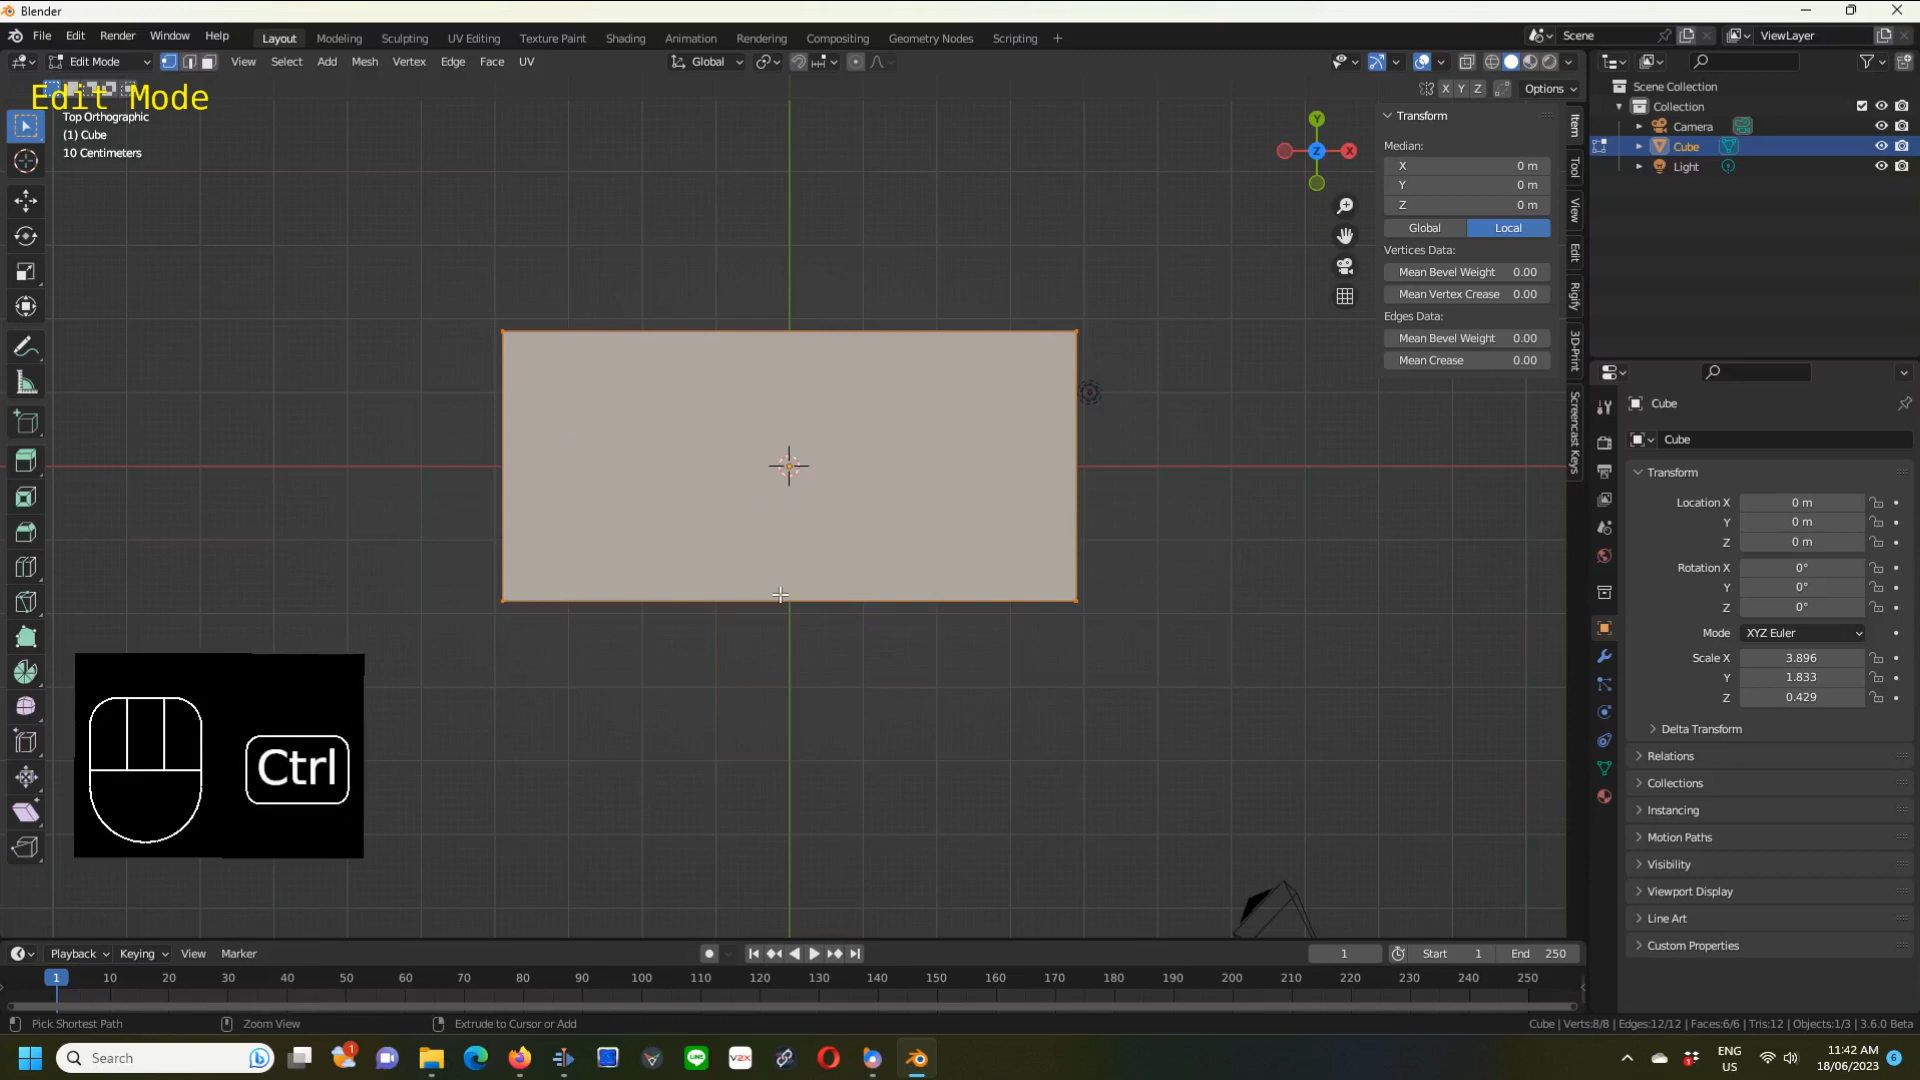 Blender
File Edit Render Window Help
Layout Modeling Sculpting UV Editing Texture Paint Shading Animation Rendering Compositing Geometry Nodes Scripting +
Scene
ViewLayer
Edit Mode
View Select Add Mesh Vertex Edge Face UV
Global
X Y Z
Options
Edit Mode
Top Orthographic
(1) Cube
10 Centimeters
Y
X
Z
Transform
Median:
X 0 m
Y 0 m
Z 0 m
Global Local
Vertices Data:
Mean Bevel Weight 0.00
Mean Vertex Crease 0.00
Edges Data:
Mean Bevel Weight 0.00
Mean Crease 0.00
Item
Tool
View
Edit
Rigify
3D-Print
Screencast Keys
Scene Collection
Collection
Camera
Cube
Light
Cube
Cube
Transform
Location X 0 m
Y 0 m
Z 0 m
Rotation X 0°
Y 0°
Z 0°
Mode XYZ Euler
Scale X 3.896
Y 1.833
Z 0.429
Delta Transform
Relations
Collections
Instancing
Motion Paths
Visibility
Viewport Display
Line Art
Custom Properties
Ctrl
Playback Keying View Marker
1
Start 1
End 250
1 10 20 30 40 50 60 70 80 90 100 110 120 130 140 150 160 170 180 190 200 210 220 230 240 250
Pick Shortest Path
Zoom View
Extrude to Cursor or Add
Cube | Verts:8/8 | Edges:12/12 | Faces:6/6 | Tris:12 | Objects:1/3 | 3.6.0 Beta
Search
ENG
US
11:42 AM
18/06/2023